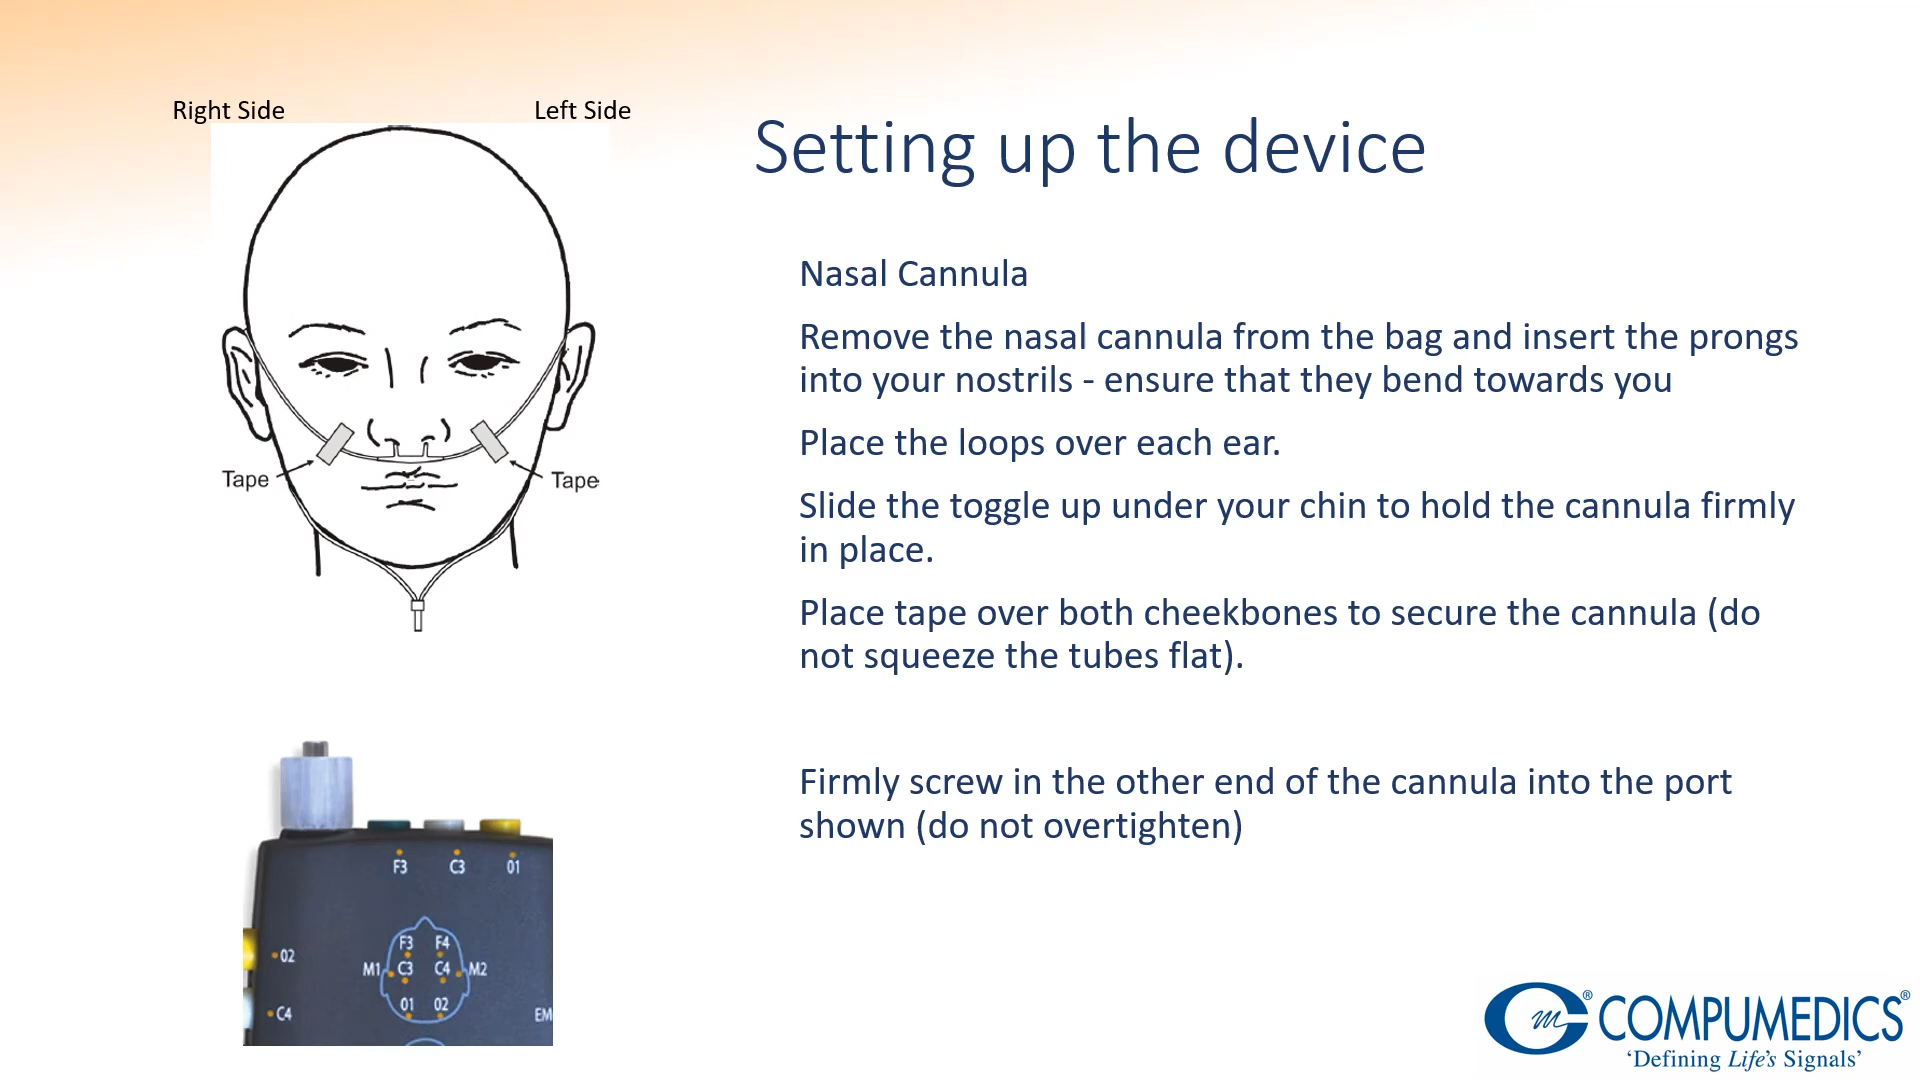 Right Side
Left Side
Setting up the device
Nasal Cannula
Remove the nasal cannula from the bag and insert the prongs
into your nostrils - ensure that they bend towards you
Place the loops over each ear.
Slide the toggle up under your chin to hold the cannula firmly
in place.
Place tape over both cheekbones to secure the cannula (do
not squeeze the tubes flat).
Firmly screw in the other end of the cannula into the port
shown (do not overtighten)
Tape
Tape
F3 C3 O1
F3 F4
M1 C3 C4 M2
O1 O2
O2
C4
EM
® COMPUMEDICS®
‘Defining Life's Signals’